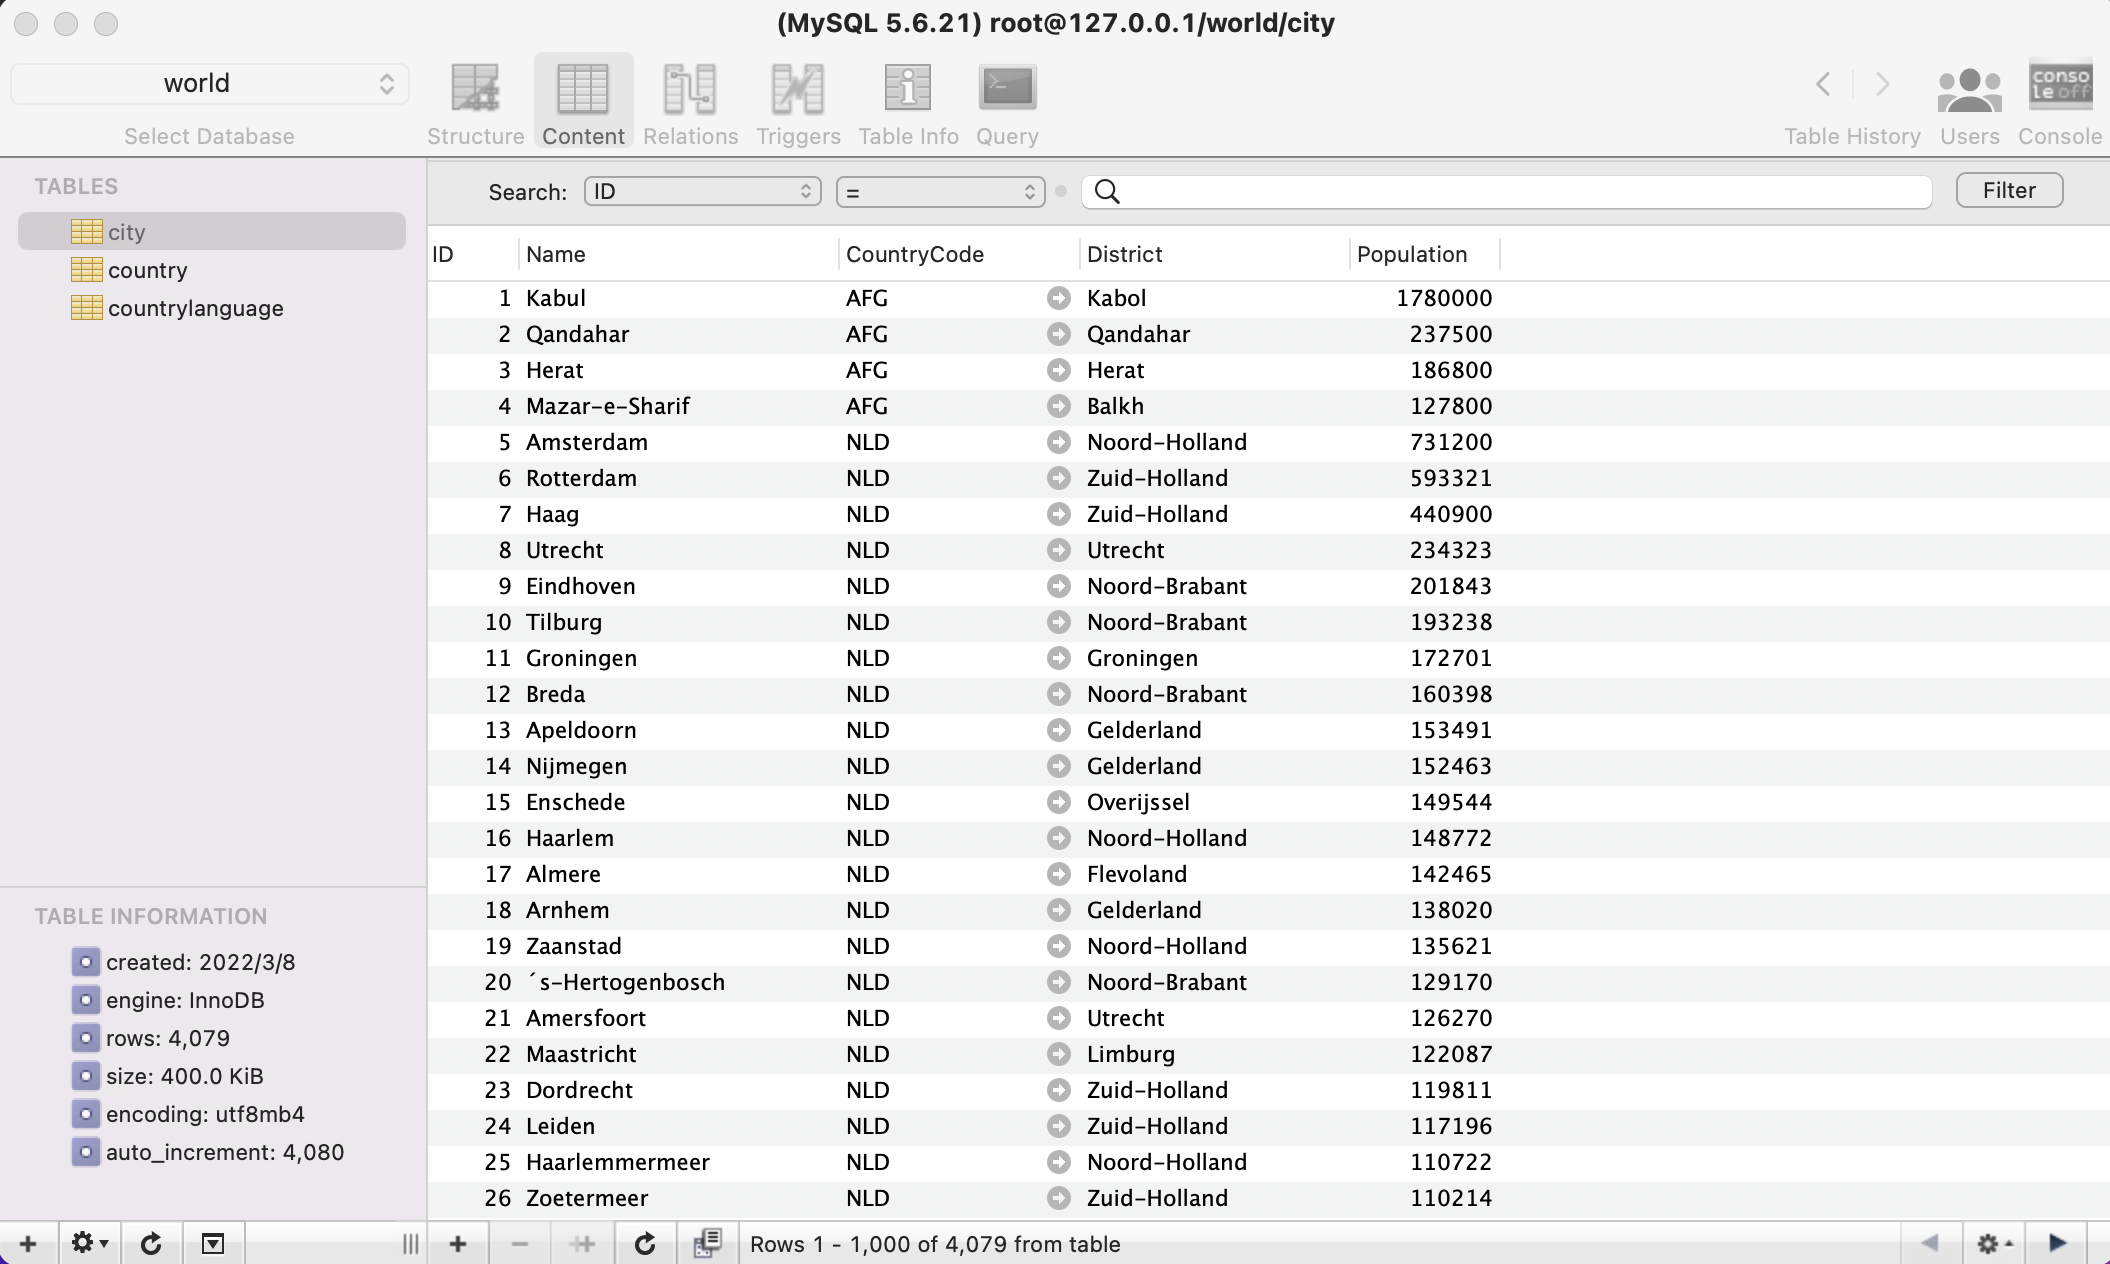 (MySQL 5.6.21) root@127.0.0.1/world/city
world
Select Database
Structure
Content
Relations
Triggers
Table Info
Query
Table History
Users
conso
le off
Console
TABLES
city
country
countrylanguage
Search: ID = Filter
ID Name CountryCode District Population
1 Kabul AFG Kabol 1780000
2 Qandahar AFG Qandahar 237500
3 Herat AFG Herat 186800
4 Mazar-e-Sharif AFG Balkh 127800
5 Amsterdam NLD Noord-Holland 731200
6 Rotterdam NLD Zuid-Holland 593321
7 Haag NLD Zuid-Holland 440900
8 Utrecht NLD Utrecht 234323
9 Eindhoven NLD Noord-Brabant 201843
10 Tilburg NLD Noord-Brabant 193238
11 Groningen NLD Groningen 172701
12 Breda NLD Noord-Brabant 160398
13 Apeldoorn NLD Gelderland 153491
14 Nijmegen NLD Gelderland 152463
15 Enschede NLD Overijssel 149544
16 Haarlem NLD Noord-Holland 148772
17 Almere NLD Flevoland 142465
18 Arnhem NLD Gelderland 138020
19 Zaanstad NLD Noord-Holland 135621
20 ´s-Hertogenbosch NLD Noord-Brabant 129170
21 Amersfoort NLD Utrecht 126270
22 Maastricht NLD Limburg 122087
23 Dordrecht NLD Zuid-Holland 119811
24 Leiden NLD Zuid-Holland 117196
25 Haarlemmermeer NLD Noord-Holland 110722
26 Zoetermeer NLD Zuid-Holland 110214
TABLE INFORMATION
created: 2022/3/8
engine: InnoDB
rows: 4,079
size: 400.0 KiB
encoding: utf8mb4
auto_increment: 4,080
Rows 1 - 1,000 of 4,079 from table